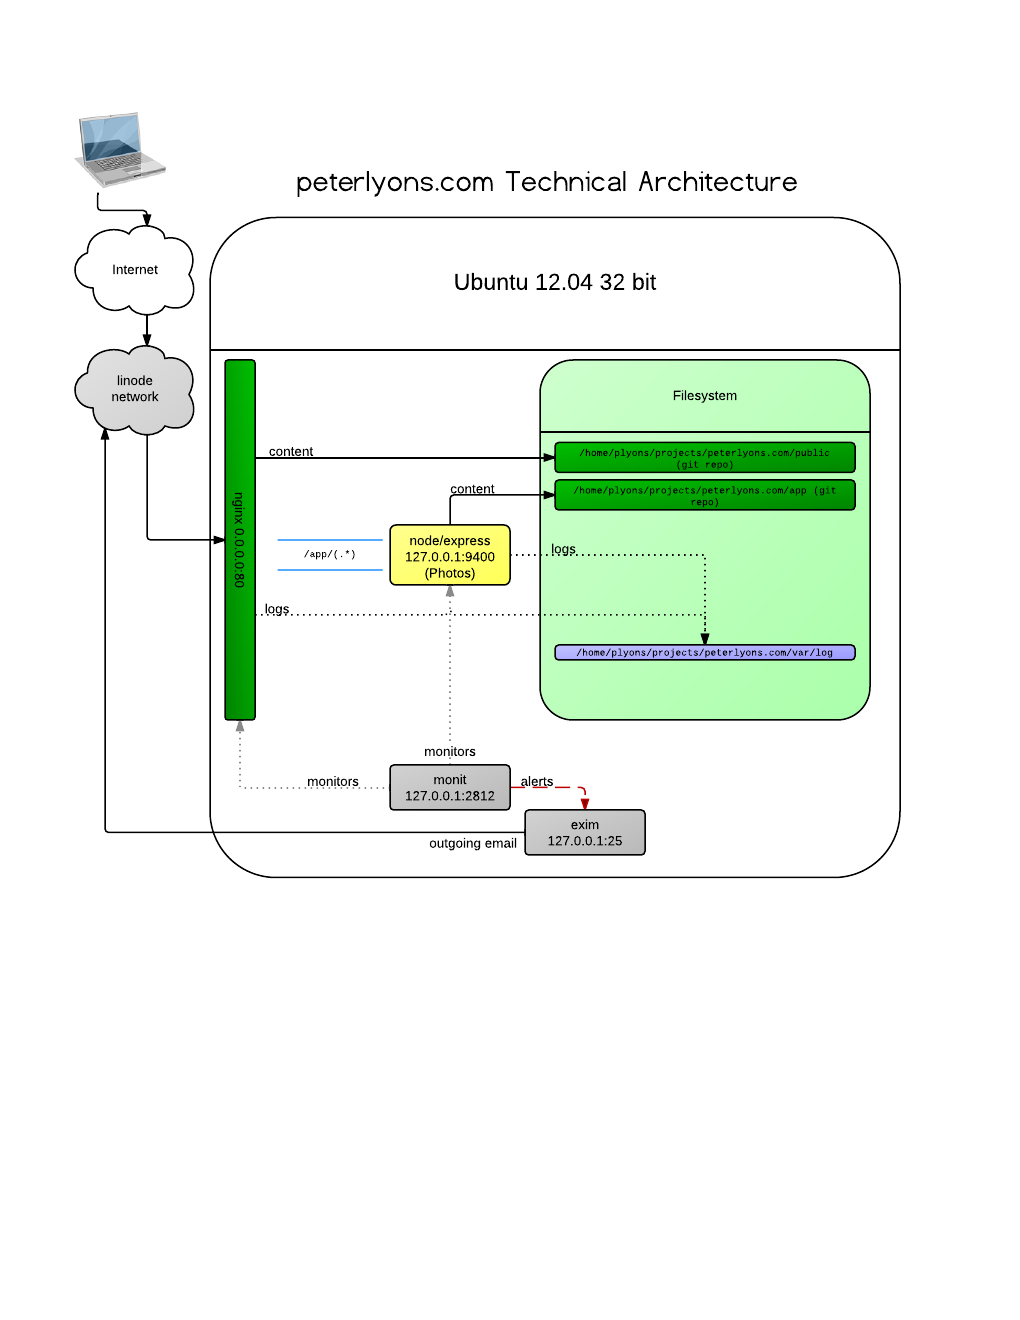 peterlyons.com Technical Architecture
Internet
Ubuntu 12.04 32 bit
linode
network
Filesystem
content
/home/plyons/projects/peterlyons.com/public
(git repo)
content
/home/plyons/projects/peterlyons.com/app (git
repo)
nginx 0.0.0.0:80
/app/(.*)
node/express
127.0.0.1:9400
(Photos)
logs
logs
/home/plyons/projects/peterlyons.com/var/log
monitors
monitors
monit
127.0.0.1:2812
alerts
exim
127.0.0.1:25
outgoing email